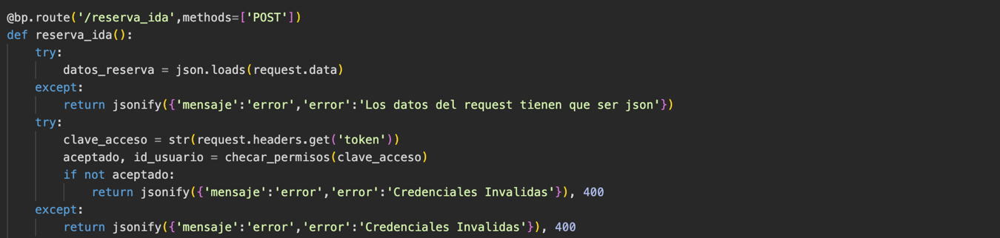 @bp.route('/reserva_ida',methods=['POST'])
def reserva_ida():
    try:
        datos_reserva = json.loads(request.data)
    except:
        return jsonify({'mensaje':'error','error':'Los datos del request tienen que ser json'})
    try:
        clave_acceso = str(request.headers.get('token'))
        aceptado, id_usuario = checar_permisos(clave_acceso)
        if not aceptado:
            return jsonify({'mensaje':'error','error':'Credenciales Invalidas'}), 400
    except:
        return jsonify({'mensaje':'error','error':'Credenciales Invalidas'}), 400